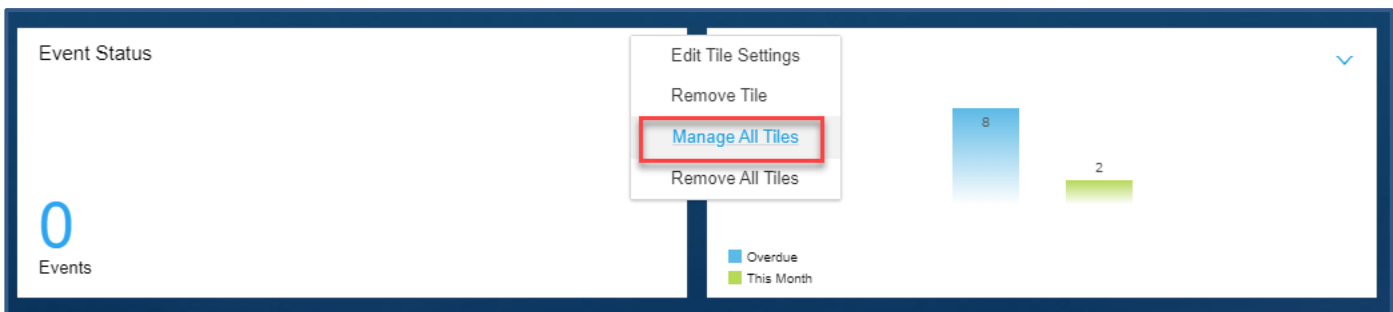 Event Status
0
Events
Edit Tile Settings
Remove Tile
Manage All Tiles
Remove All Tiles
8
2
Overdue
This Month